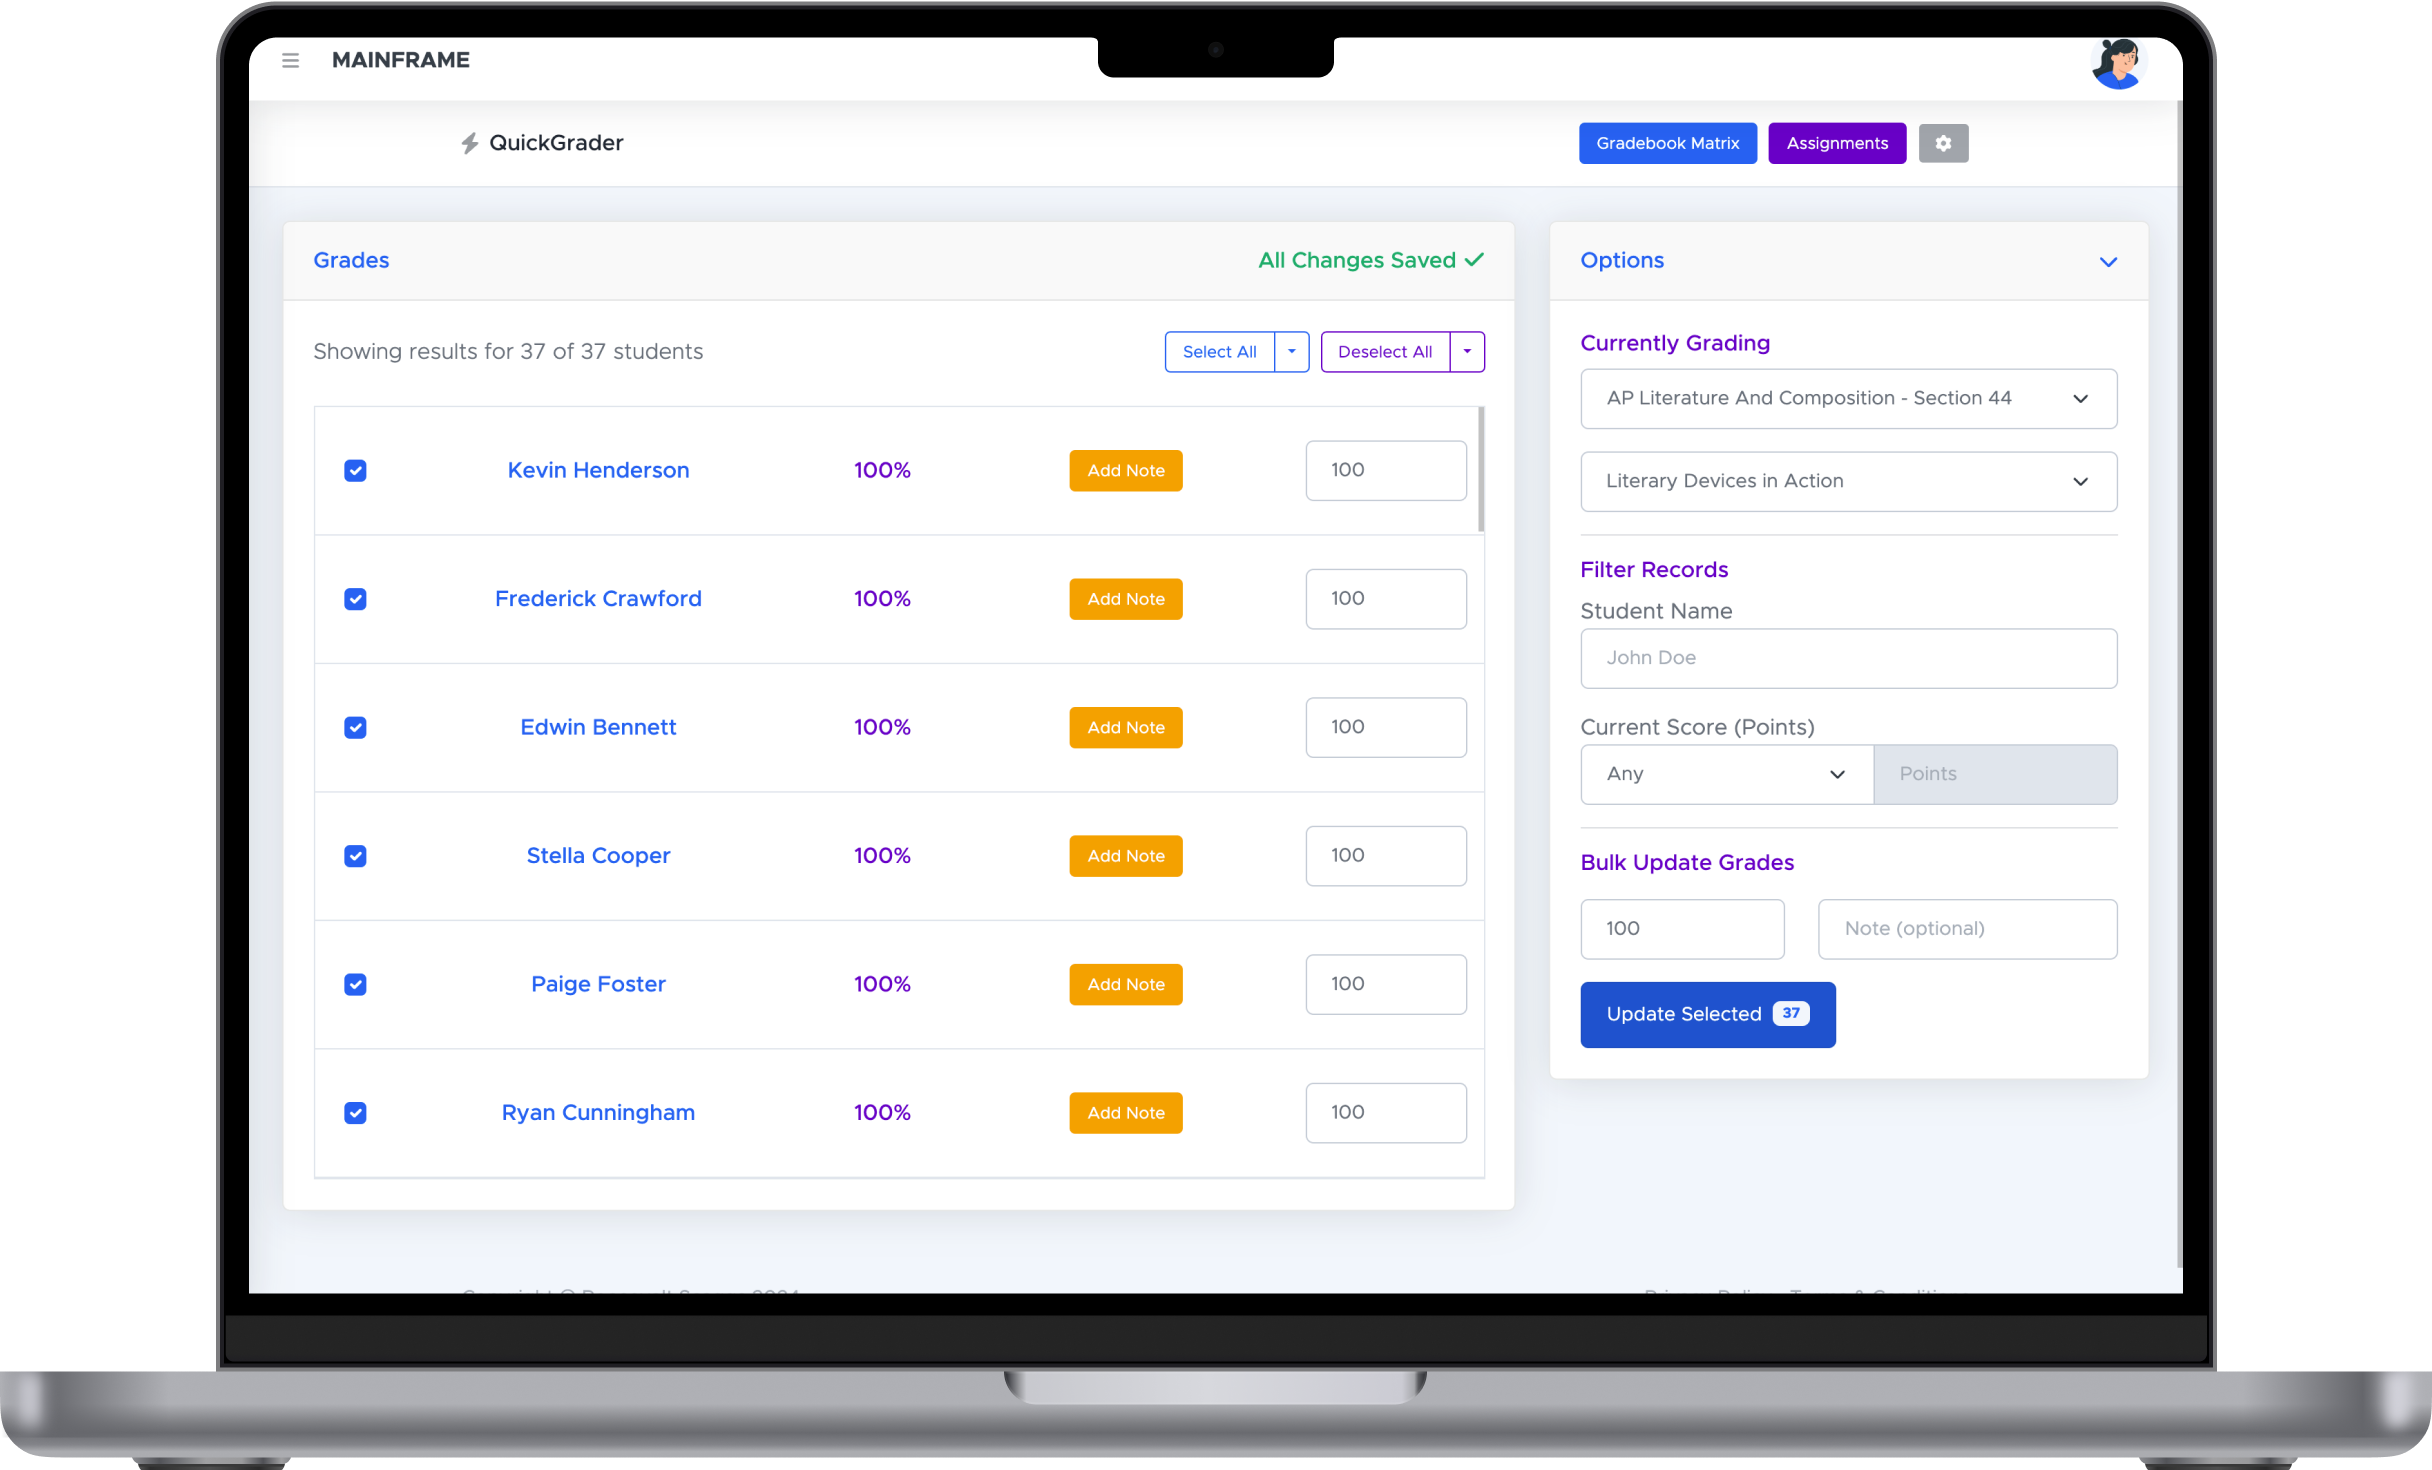 MAINFRAME
QuickGrader
Gradebook Matrix
Assignments
Grades
All Changes Saved
Showing results for 37 of 37 students
Select All
Deselect All
Kevin Henderson 100% Add Note 100
Frederick Crawford 100% Add Note 100
Edwin Bennett 100% Add Note 100
Stella Cooper 100% Add Note 100
Paige Foster 100% Add Note 100
Ryan Cunningham 100% Add Note 100
Options
Currently Grading
AP Literature And Composition - Section 44
Literary Devices in Action
Filter Records
Student Name
John Doe
Current Score (Points)
Any
Points
Bulk Update Grades
100
Note (optional)
Update Selected 37